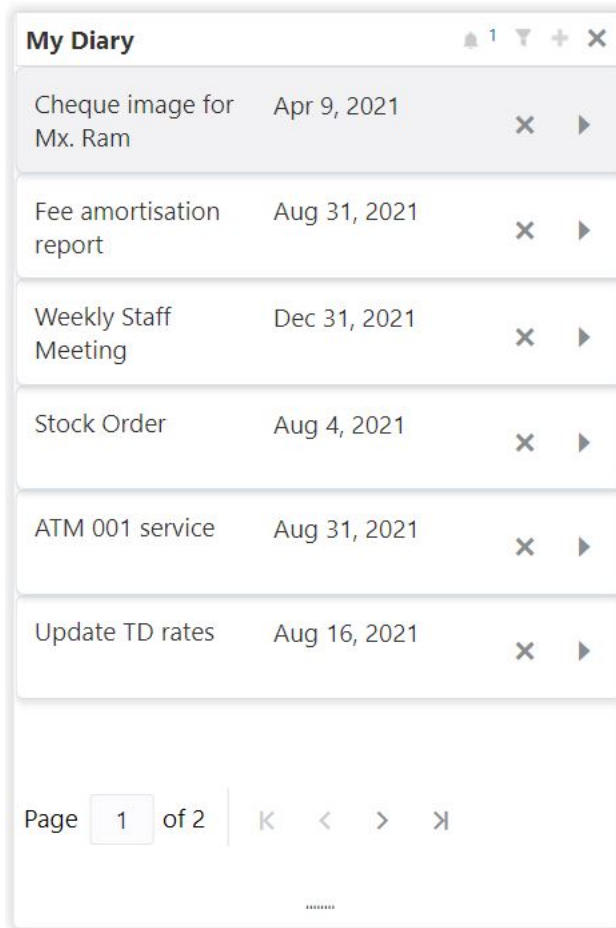 My Diary 1
Cheque image for Apr 9, 2021
Mx. Ram
Fee amortisation Aug 31, 2021
report
Weekly Staff Dec 31, 2021
Meeting
Stock Order Aug 4, 2021
ATM 001 service Aug 31, 2021
Update TD rates Aug 16, 2021
Page 1 of 2